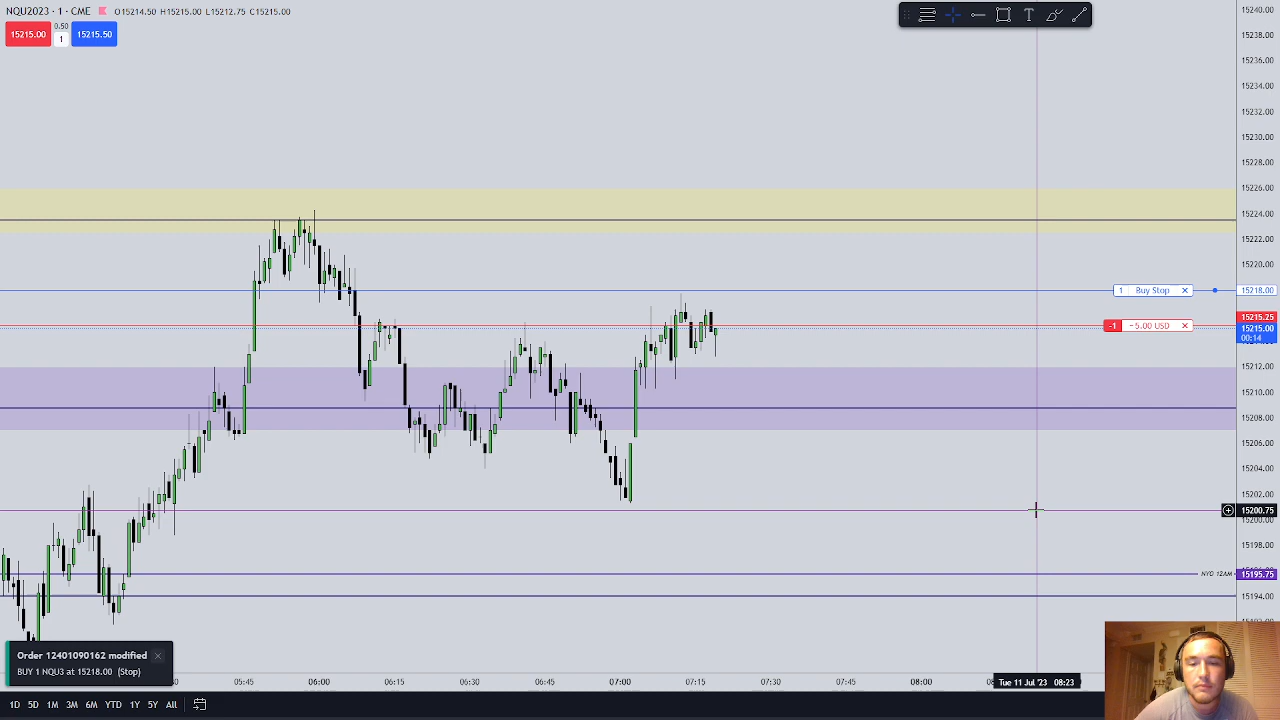 NQU2023 · 1 · CME O15214.50 H15215.00 L15212.75 C15215.00
15215.00 0.50 1 15215.50
T
15240.00
15238.00
15236.00
15234.00
15232.00
15230.00
15228.00
15226.00
15224.00
15222.00
15220.00
1 Buy Stop 15218.00
15215.25
-1 -5.00 USD
15215.00
00:14
15212.00
15210.00
15208.00
15206.00
15204.00
15202.00
15200.75
15200.00
15198.00
NYO 12AM 15195.75
15194.00
Order 12401090162 modified
BUY 1 NQU3 at 15218.00 (Stop)
05:45 06:00 06:15 06:30 06:45 07:00 07:15 07:30 07:45 08:00 Tue 11 Jul '23 08:23
1D 5D 1M 3M 6M YTD 1Y 5Y All